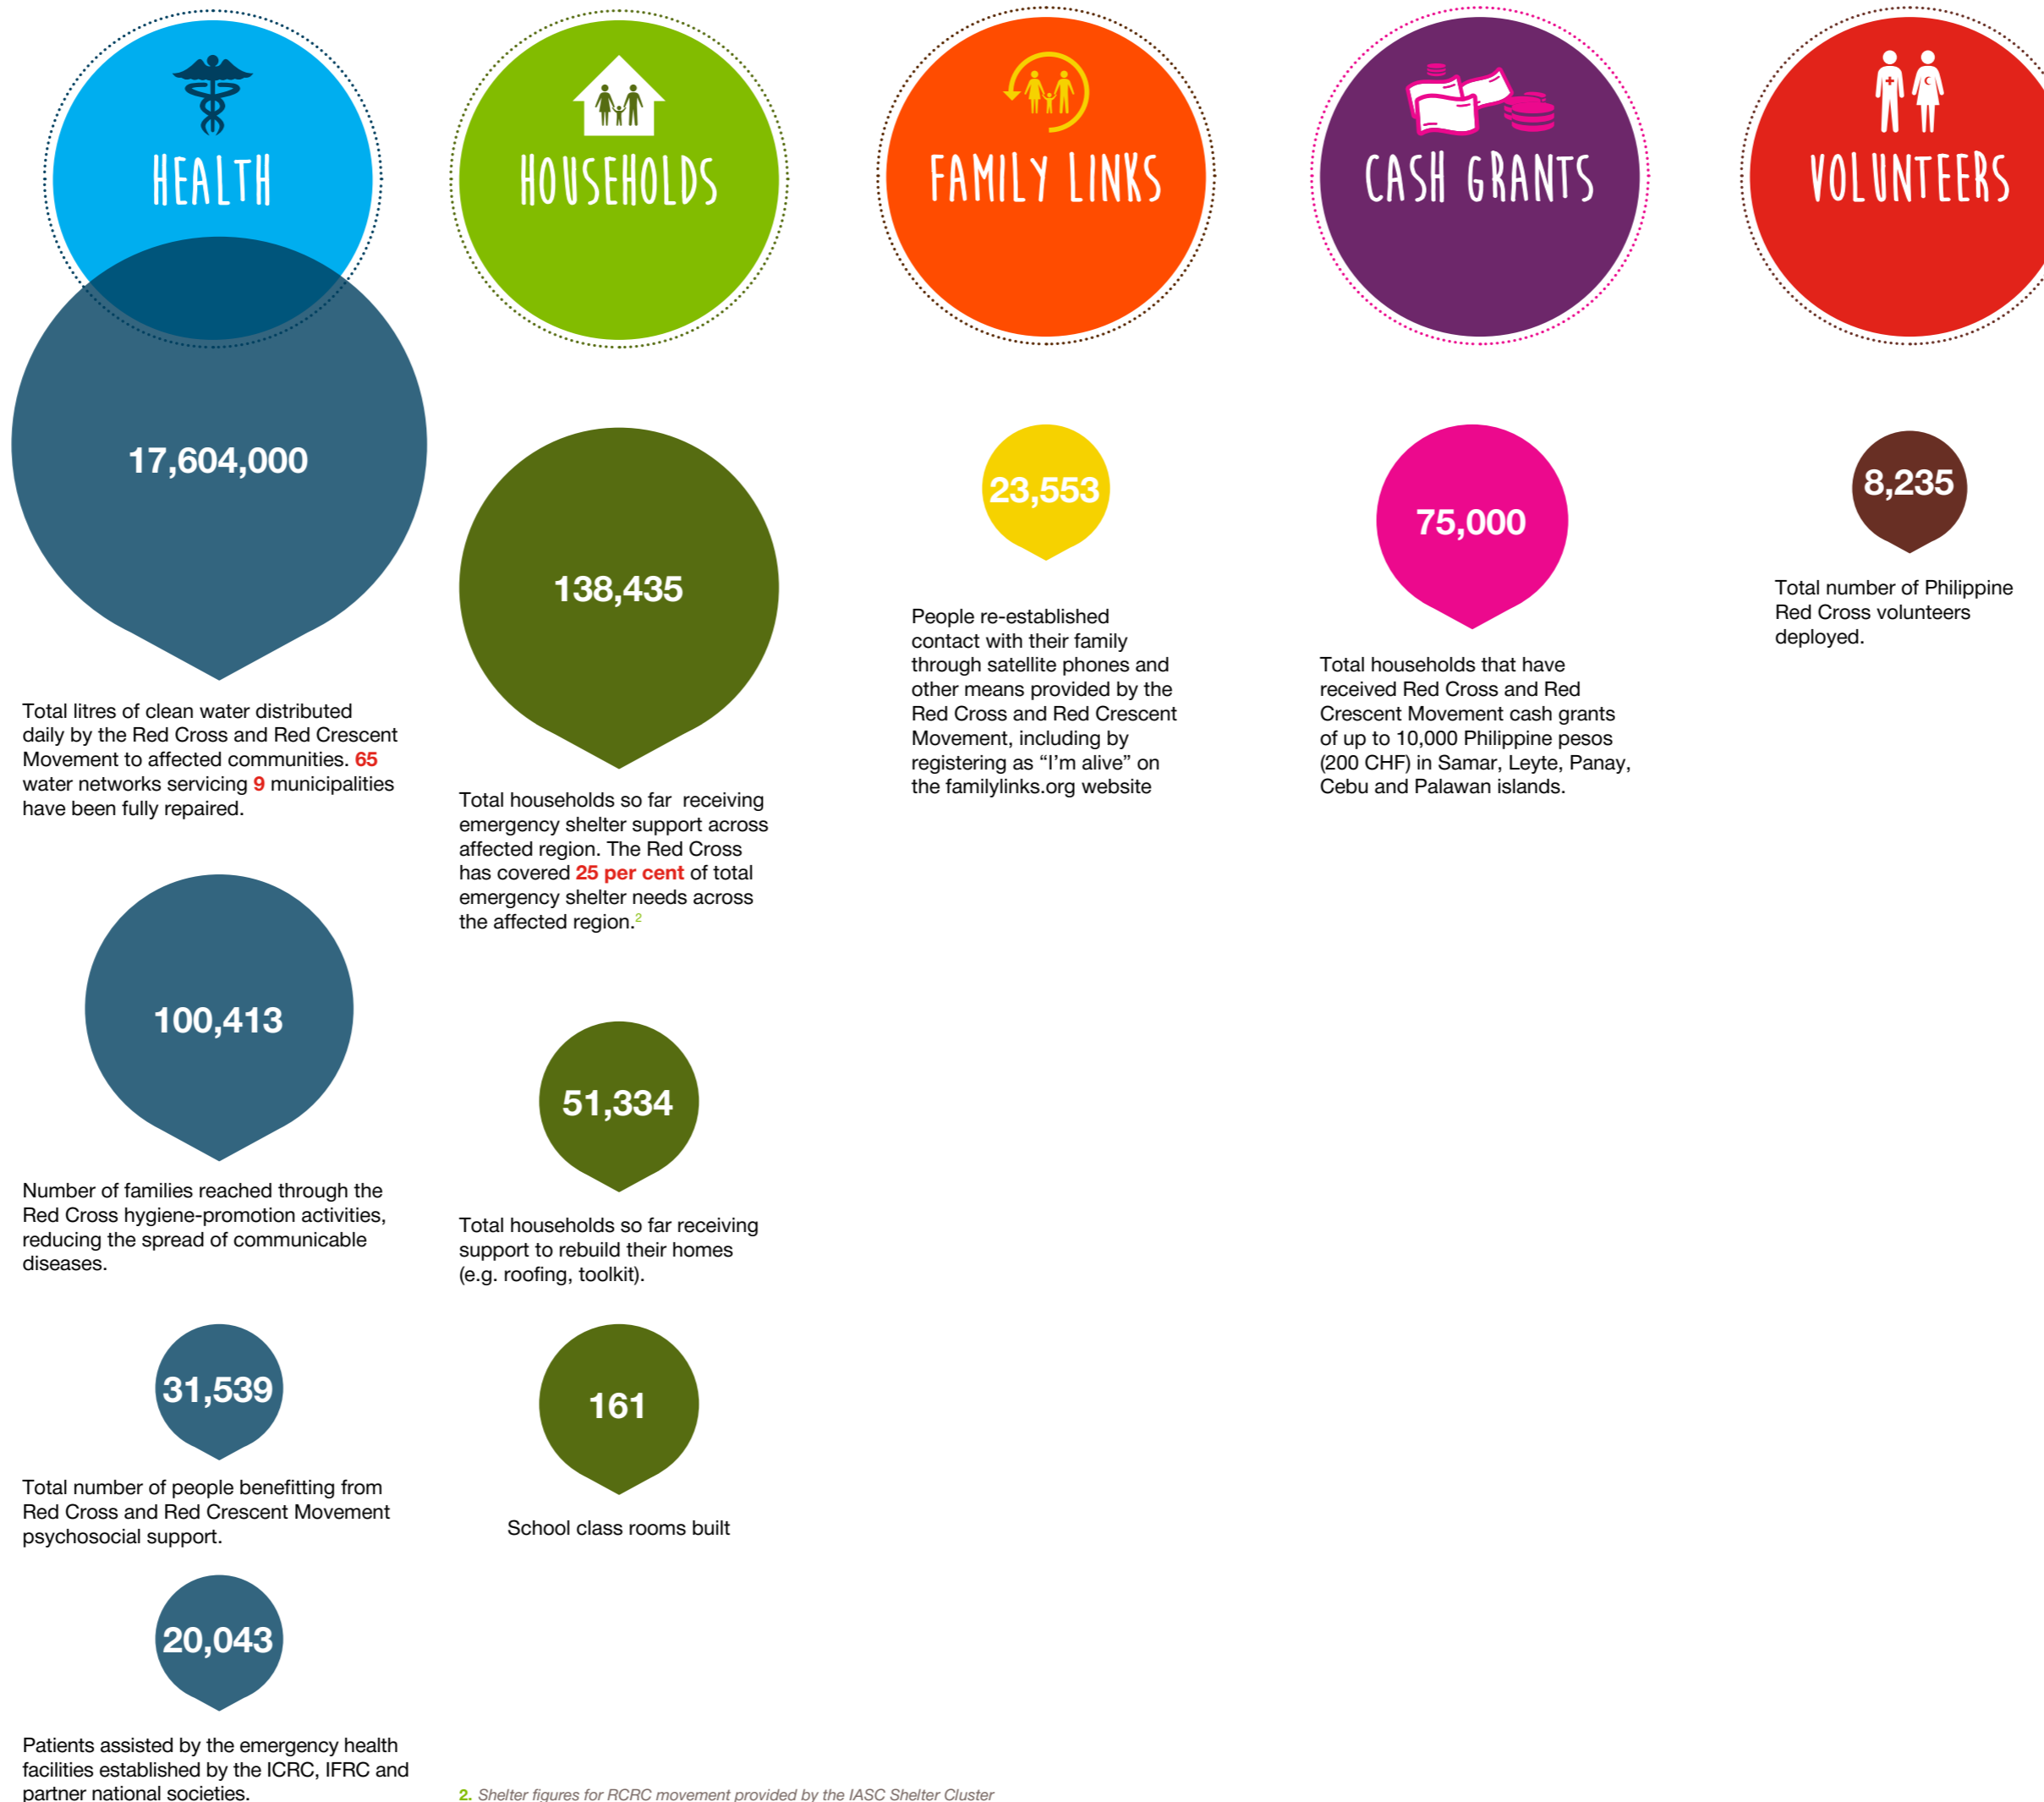 HEALTH
17,604,000
Total litres of clean water distributed
daily by the Red Cross and Red Crescent
Movement to affected communities. 65
water networks servicing 9 municipalities
have been fully repaired.
100,413
Number of families reached through the
Red Cross hygiene-promotion activities,
reducing the spread of communicable
diseases.
31,539
Total number of people benefitting from
Red Cross and Red Crescent Movement
psychosocial support.
20,043
Patients assisted by the emergency health
facilities established by the ICRC, IFRC and
partner national societies.
HOUSEHOLDS
138,435
Total households so far receiving
emergency shelter support across
affected region. The Red Cross
has covered 25 per cent of total
emergency shelter needs across
the affected region.2
51,334
Total households so far receiving
support to rebuild their homes
(e.g. roofing, toolkit).
161
School class rooms built
FAMILY LINKS
23,553
People re-established
contact with their family
through satellite phones and
other means provided by the
Red Cross and Red Crescent
Movement, including by
registering as “I’m alive” on
the familylinks.org website
CASH GRANTS
75,000
Total households that have
received Red Cross and Red
Crescent Movement cash grants
of up to 10,000 Philippine pesos
(200 CHF) in Samar, Leyte, Panay,
Cebu and Palawan islands.
VOLUNTEERS
8,235
Total number of Philippine
Red Cross volunteers
deployed.
2. Shelter figures for RCRC movement provided by the IASC Shelter Cluster